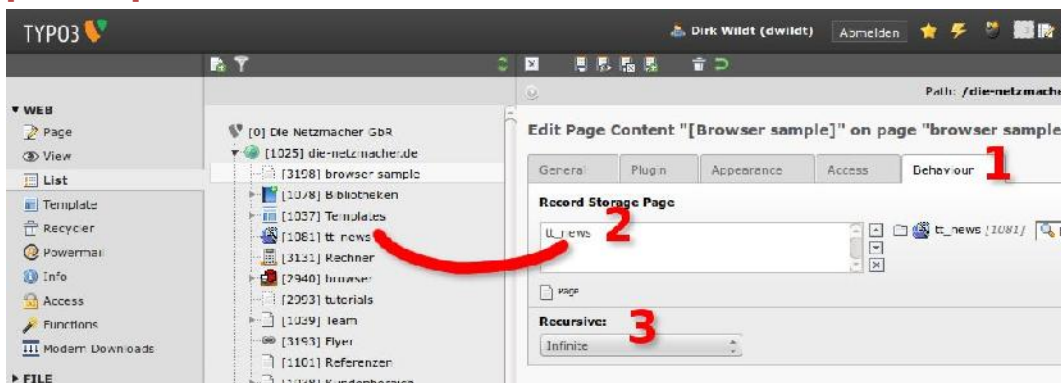 TYPO3
Dirk Wildt (dwildt)
Abmelden
Path: /die-netzmache
WEB
Page
View
List
Template
Recycler
Powermail
Info
Access
Functions
Modern Downloads
FILE
[0] Die Netzmacher GbR
[1025] die-netzmacher.de
[3198] browser sample
[1078] Bibliotheken
[1037] Templates
[1081] tt_news
[3131] Rechner
[2940] browser
[2993] tutorials
[1039] Team
[3193] Flyer
[1101] Referenzen
Edit Page Content "[Browser sample]" on page "browser sample
General
Plugin
Appearance
Access
Behaviour
1
Record Storage Page
tt_news
2
tt_news [1081]
Page
Recursive:
3
Infinite